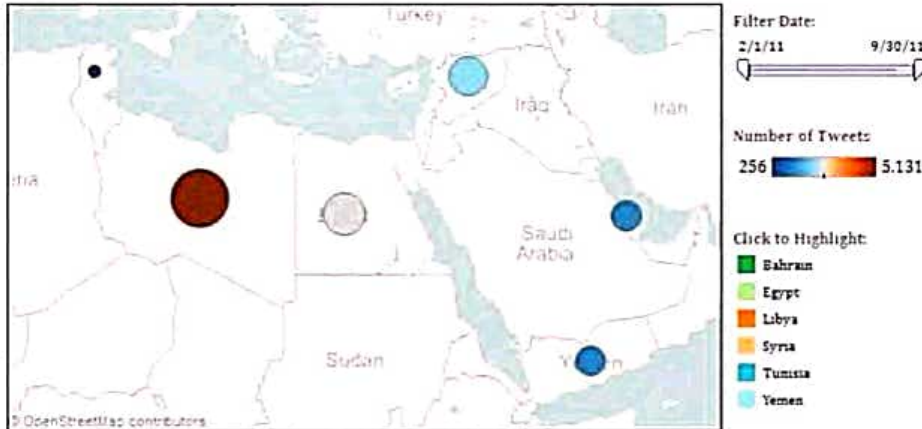 Turkey
Iraq
Iran
Saudi
Arabia
Sudan
© OpenStreetMap contributors
Filter Date:
2/1/11 9/30/11
Number of Tweets
256 5.131
Click to Highlight:
Bahrain
Egypt
Libya
Syria
Tunisia
Yemen